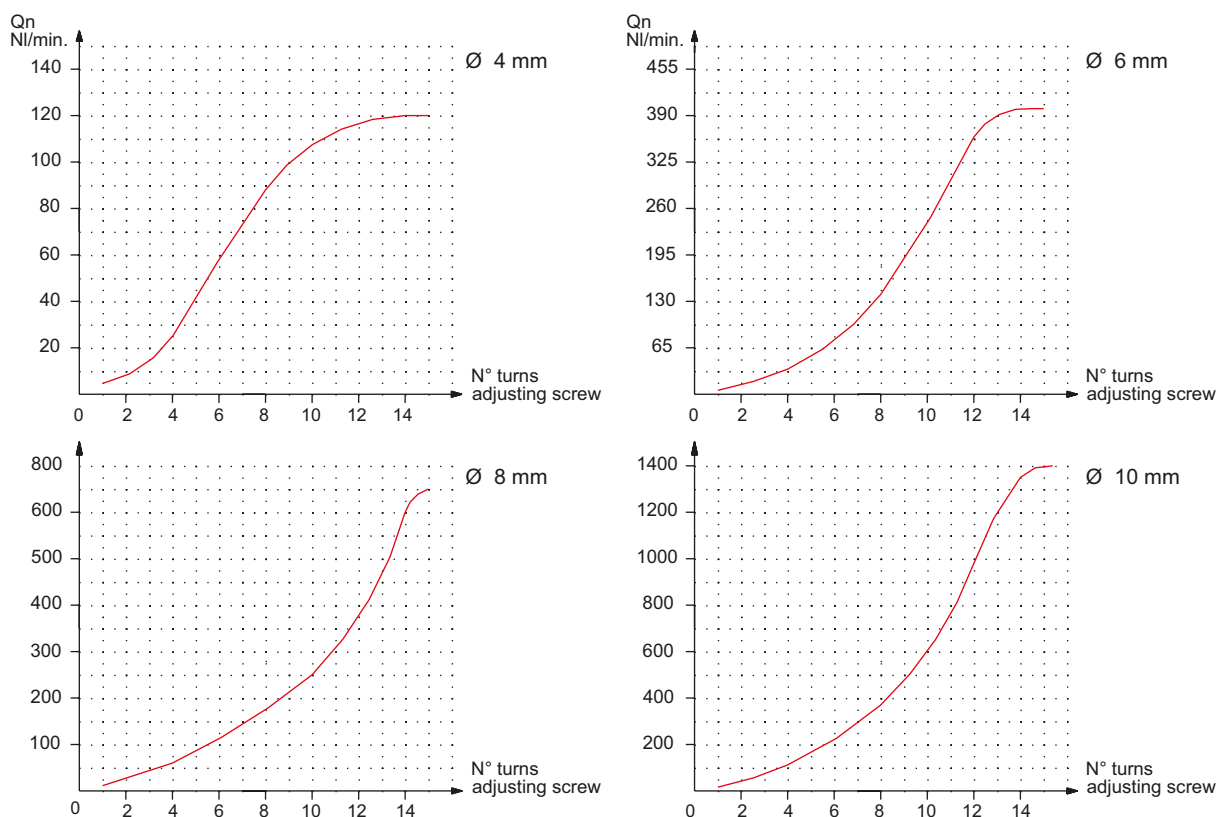 Qn
Nl/min.
140
120
100
80
60
40
20
0 2 4 6 8 10 12 14
Ø 4 mm
N° turns
adjusting screw
Qn
Nl/min.
455
390
325
260
195
130
65
0 2 4 6 8 10 12 14
Ø 6 mm
N° turns
adjusting screw
800
600
500
400
300
200
100
0 2 4 6 8 10 12 14
Ø 8 mm
N° turns
adjusting screw
1400
1200
1000
800
600
400
200
0 2 4 6 8 10 12 14
Ø 10 mm
N° turns
adjusting screw